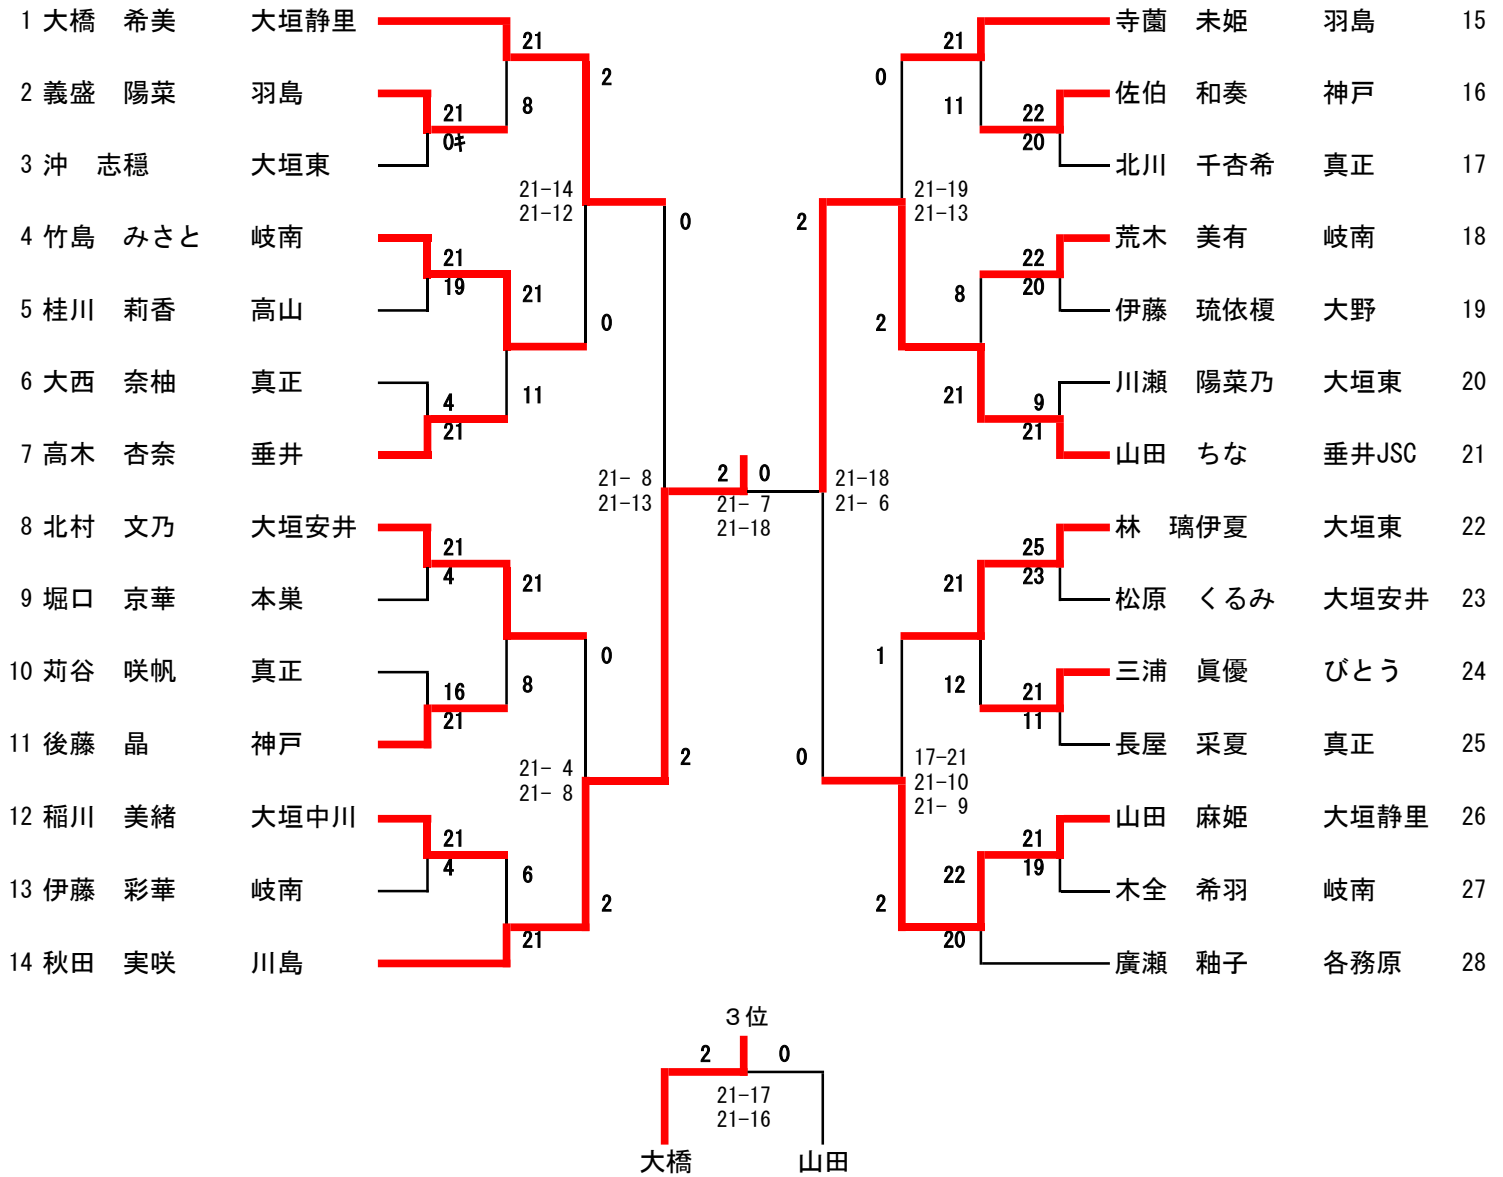 1 大橋　希美　大垣静里
21
2
2 義盛　陽菜　羽島
21
8
0ｷ
3 沖　志穏　大垣東
21-14
21-12
0
4 竹島　みさと　岐南
21
19
21
0
5 桂川　莉香　高山
6 大西　奈柚　真正
4
11
21
7 高木　杏奈　垂井
21- 8
21-13
8 北村　文乃　大垣安井
21
4
21
9 堀口　京華　本巣
0
10 苅谷　咲帆　真正
16
8
21
11 後藤　晶　神戸
21- 4
21- 8
2
12 稲川　美緒　大垣中川
21
4
6
13 伊藤　彩華　岐南
2
21
14 秋田　実咲　川島
2 0
21- 7
21-18
寺薗　未姫　羽島 15
21
0
佐伯　和奏　神戸 16
11
22
20
北川　千杏希　真正 17
21-19
21-13
2
荒木　美有　岐南 18
22
20
8
2
伊藤　琉依榎　大野 19
川瀬　陽菜乃　大垣東 20
21
9
21
山田　ちな　垂井JSC 21
21-18
21- 6
林　璃伊夏　大垣東 22
25
23
21
松原　くるみ　大垣安井 23
1
三浦　眞優　びとう 24
12
21
11
長屋　采夏　真正 25
0
17-21
21-10
21- 9
山田　麻姫　大垣静里 26
21
19
22
木全　希羽　岐南 27
2
20
廣瀬　釉子　各務原 28
３位
2 0
21-17
21-16
大橋　山田